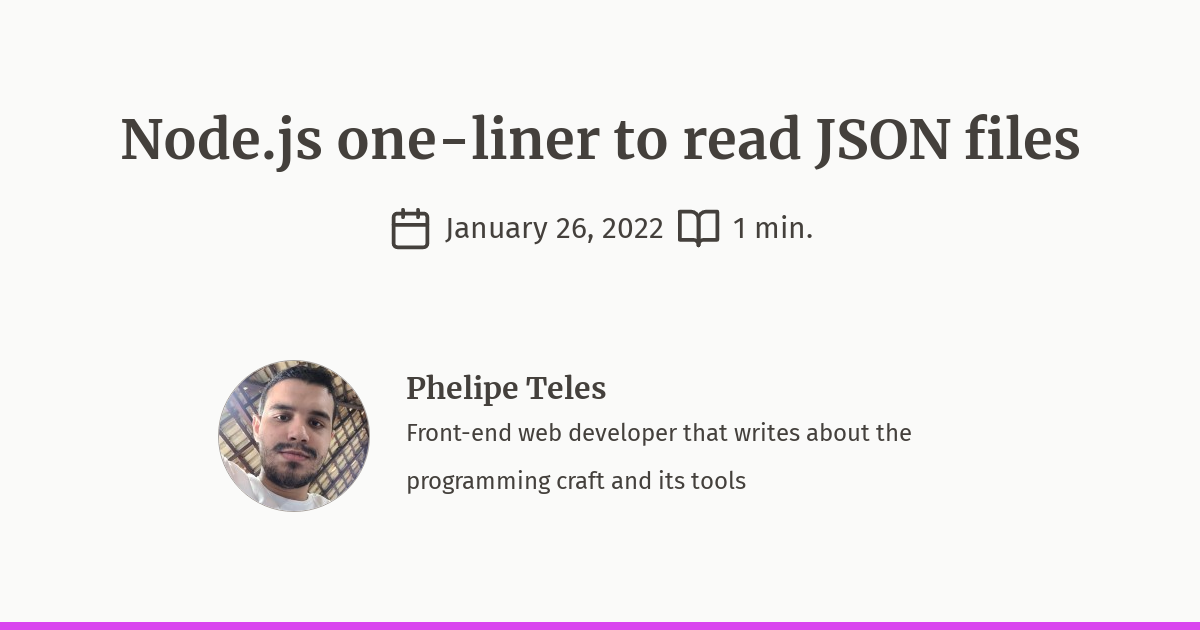 Node.js one-liner to read JSON files
January 26, 2022 1 min.
Phelipe Teles
Front-end web developer that writes about the
programming craft and its tools